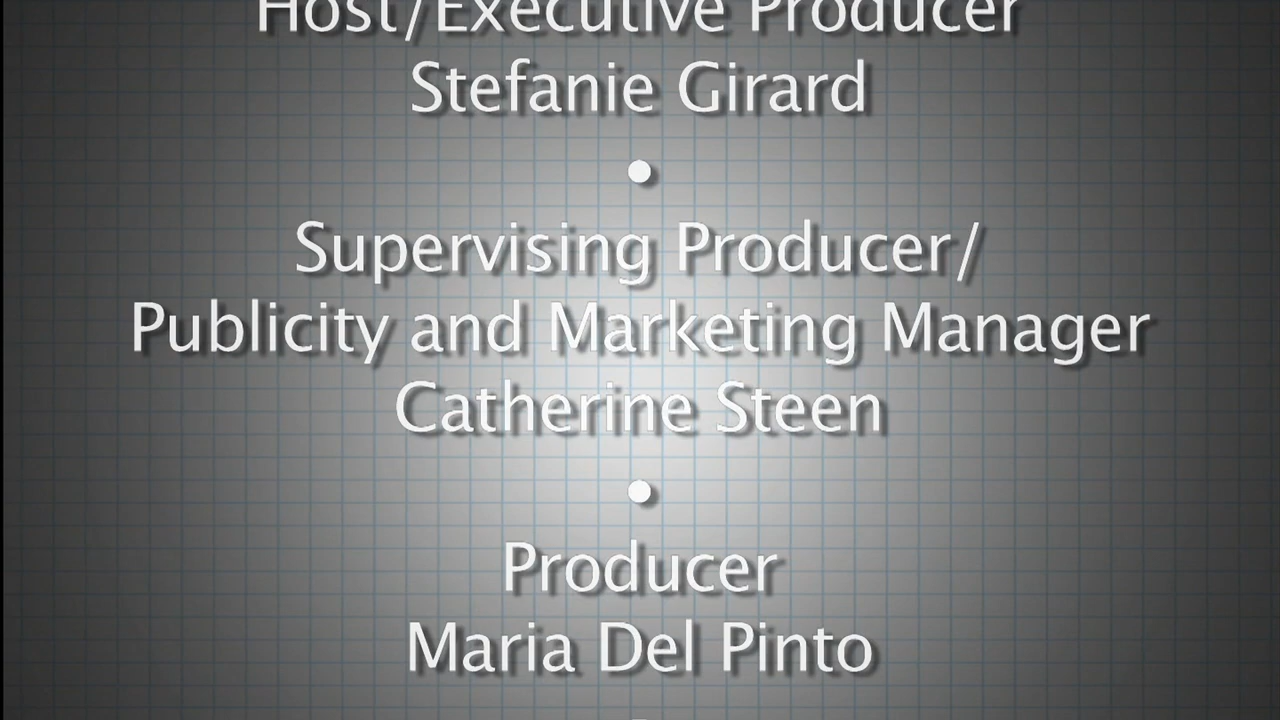 Host/Executive Producer
Stefanie Girard
•
Supervising Producer/
Publicity and Marketing Manager
Catherine Steen
•
Producer
Maria Del Pinto